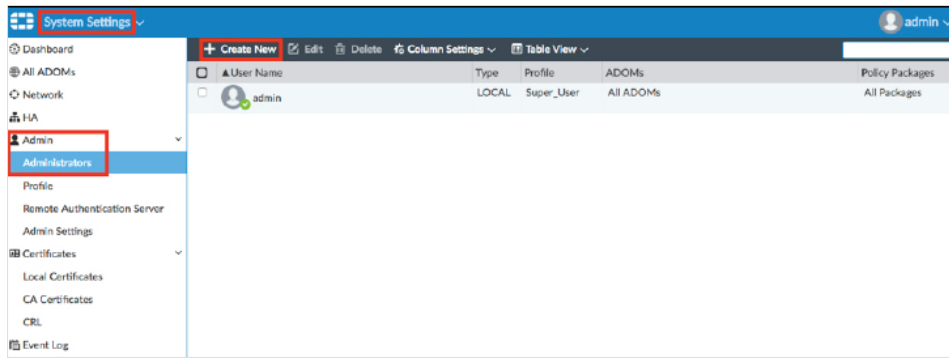 System Settings
admin
Dashboard
All ADOMs
Network
HA
Admin
Administrators
Profile
Remote Authentication Server
Admin Settings
Certificates
Local Certificates
CA Certificates
CRL
Event Log
Create New Edit Delete Column Settings Table View
User Name Type Profile ADOMs Policy Packages
admin LOCAL Super_User All ADOMs All Packages